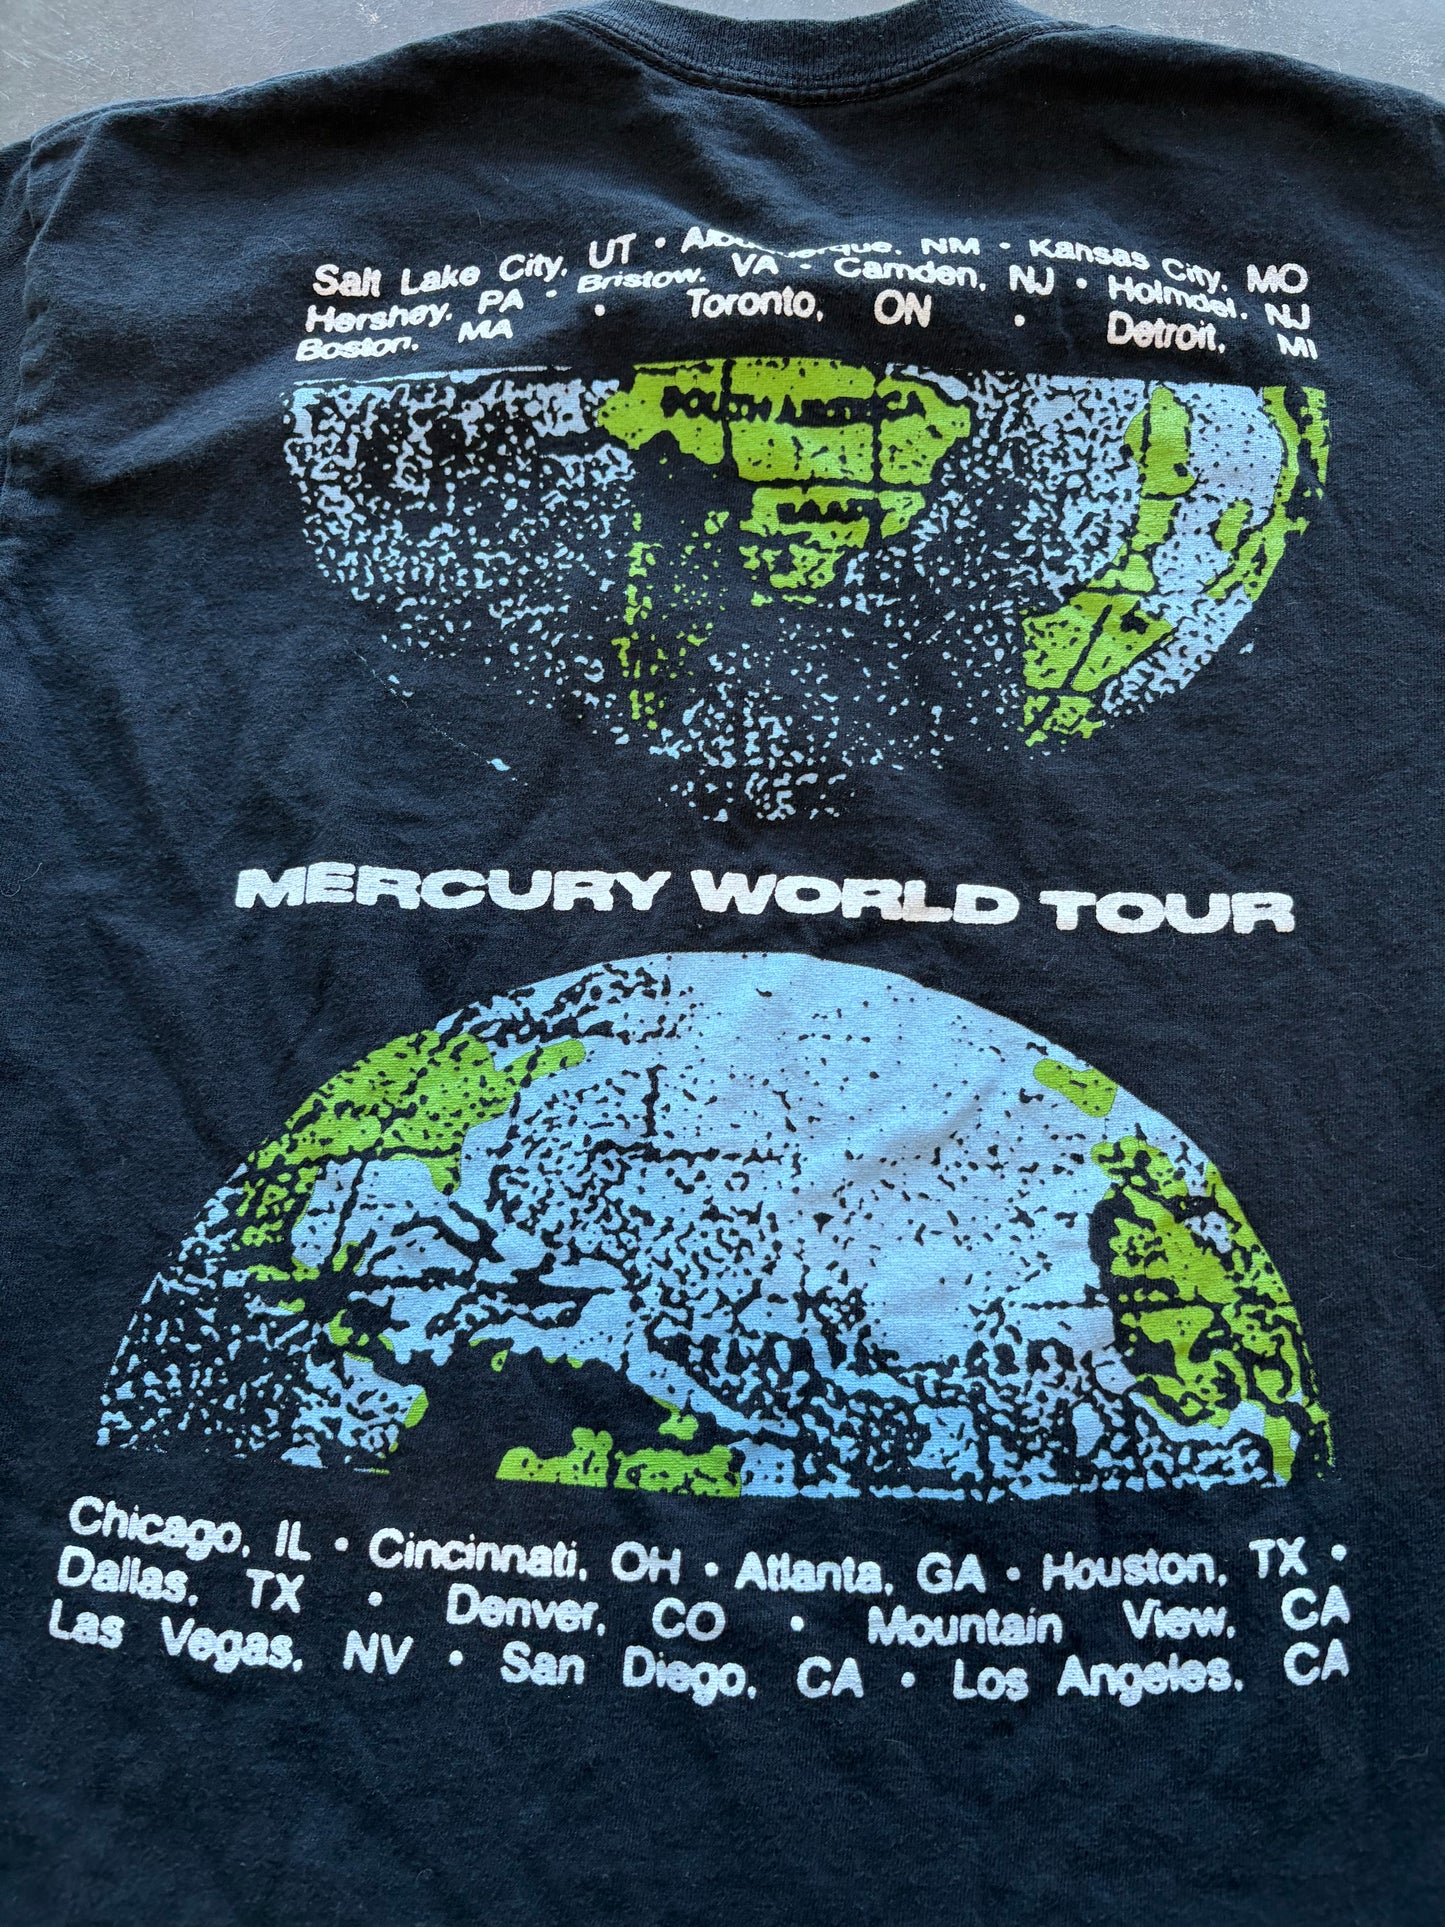 Salt Lake City, UT • Albuquerque, NM • Kansas City, MO
Hershey, PA • Bristow, VA • Camden, NJ • Holmdel, NJ
Boston, MA • Toronto, ON • Detroit, MI
SOUTH AMERICA
MERCURY WORLD TOUR
Chicago, IL • Cincinnati, OH • Atlanta, GA • Houston, TX •
Dallas, TX • Denver, CO • Mountain View, CA
Las Vegas, NV • San Diego, CA • Los Angeles, CA